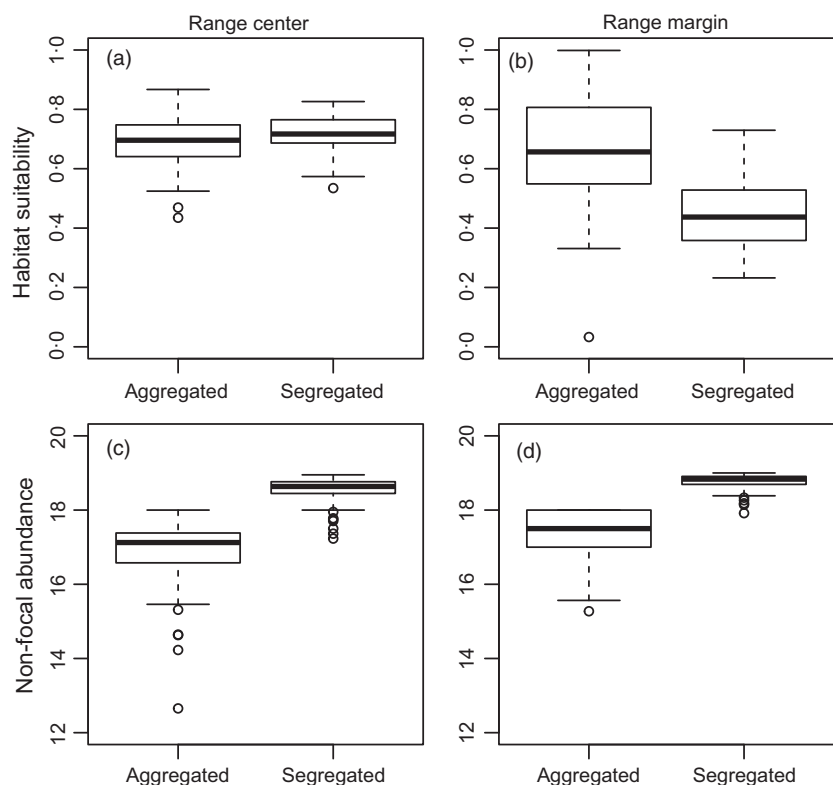 Range center
Range margin
(a)
(b)
Habitat suitability
0·0 0·2 0·4 0·6 0·8 1·0
0·0 0·2 0·4 0·6 0·8 1·0
Aggregated Segregated
Aggregated Segregated
(c)
(d)
Non-focal abundance
12 14 16 18 20
12 14 16 18 20
Aggregated Segregated
Aggregated Segregated